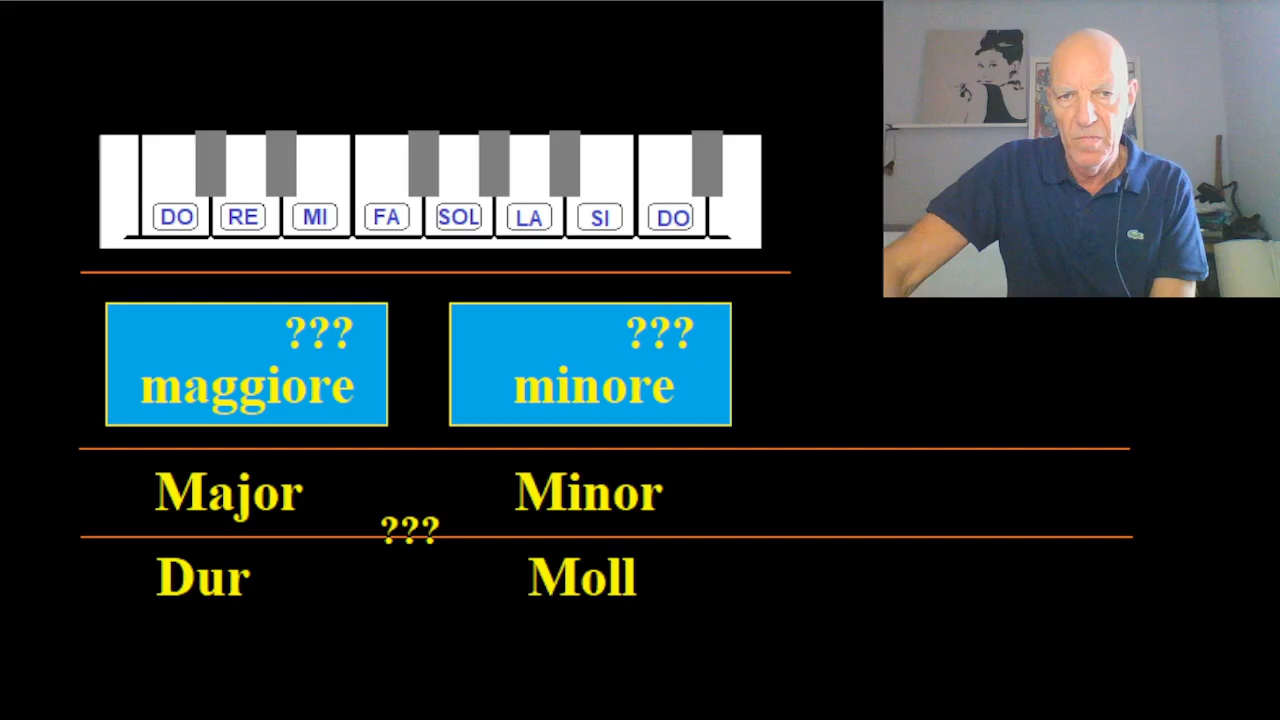 DO RE MI FA SOL LA SI DO
??? ???
maggiore minore
Major Minor
???
Dur Moll